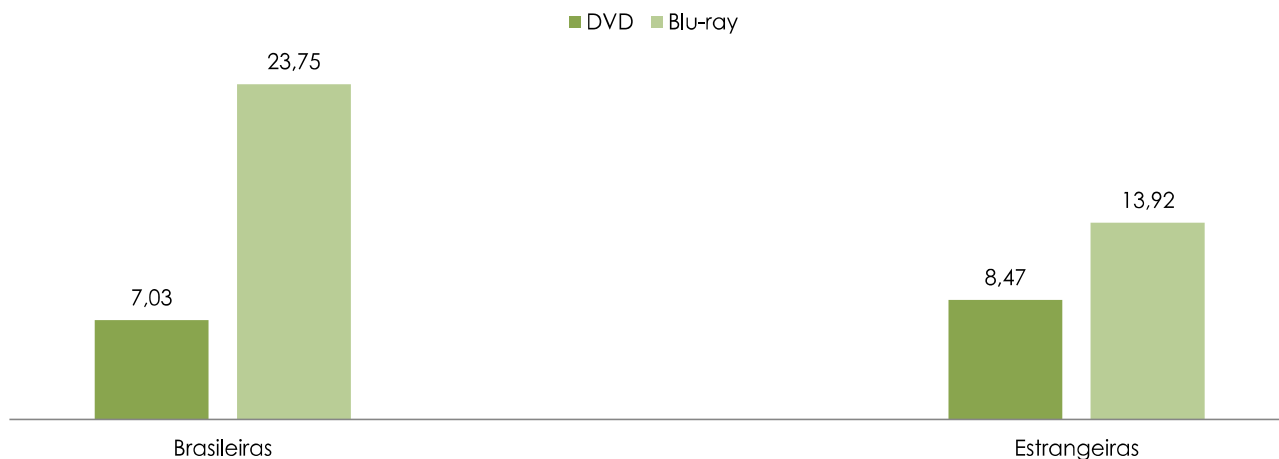 DVD Blu-ray
23,75
13,92
8,47
7,03
Brasileiras Estrangeiras